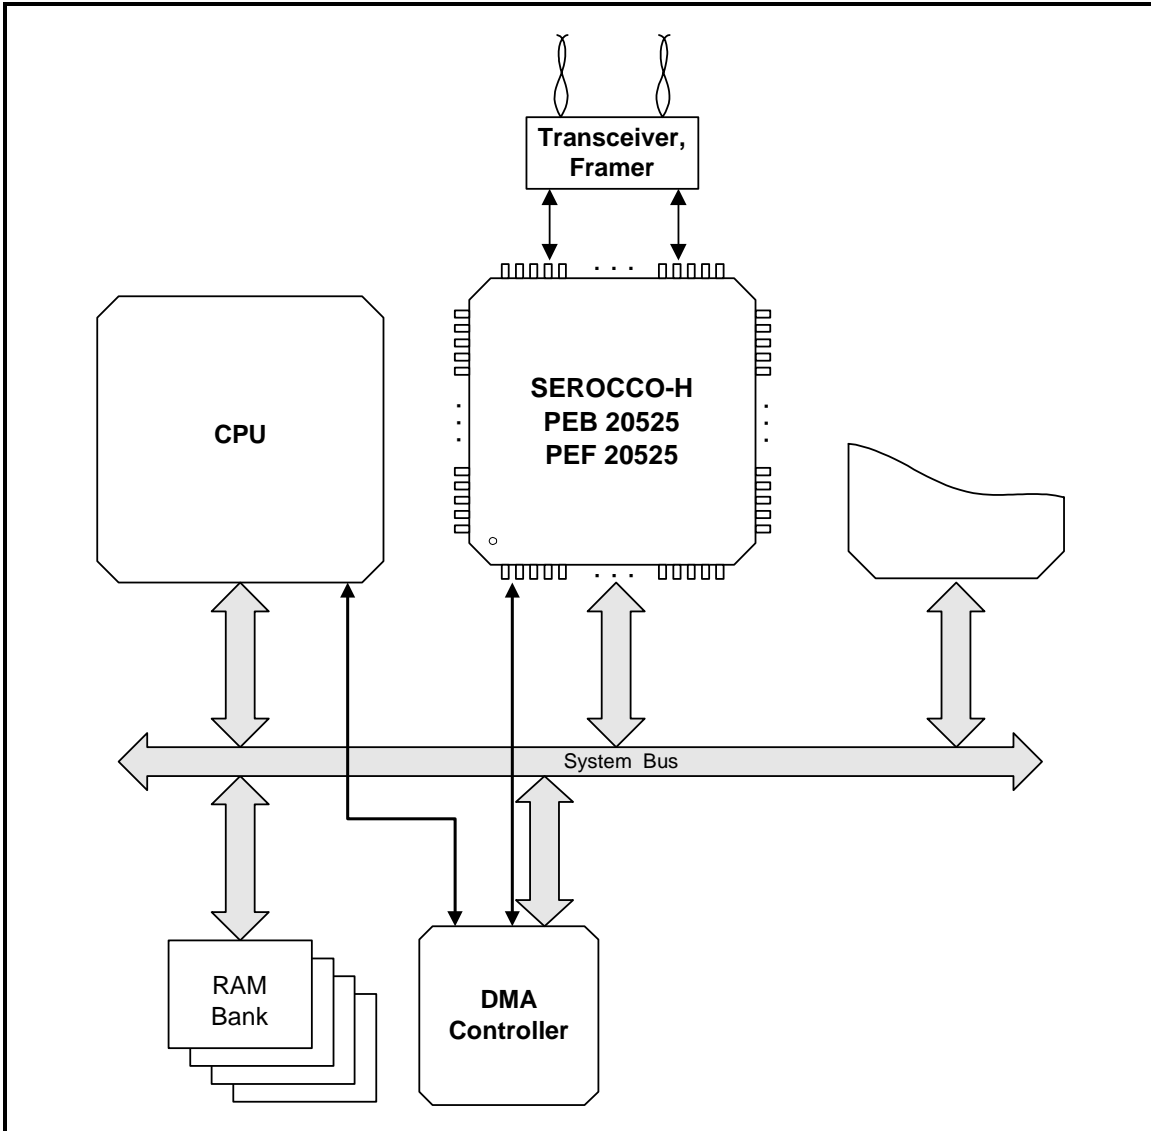 Transceiver,
Framer
CPU
SEROCCO-H
PEB 20525
PEF 20525
System Bus
RAM
Bank
DMA
Controller